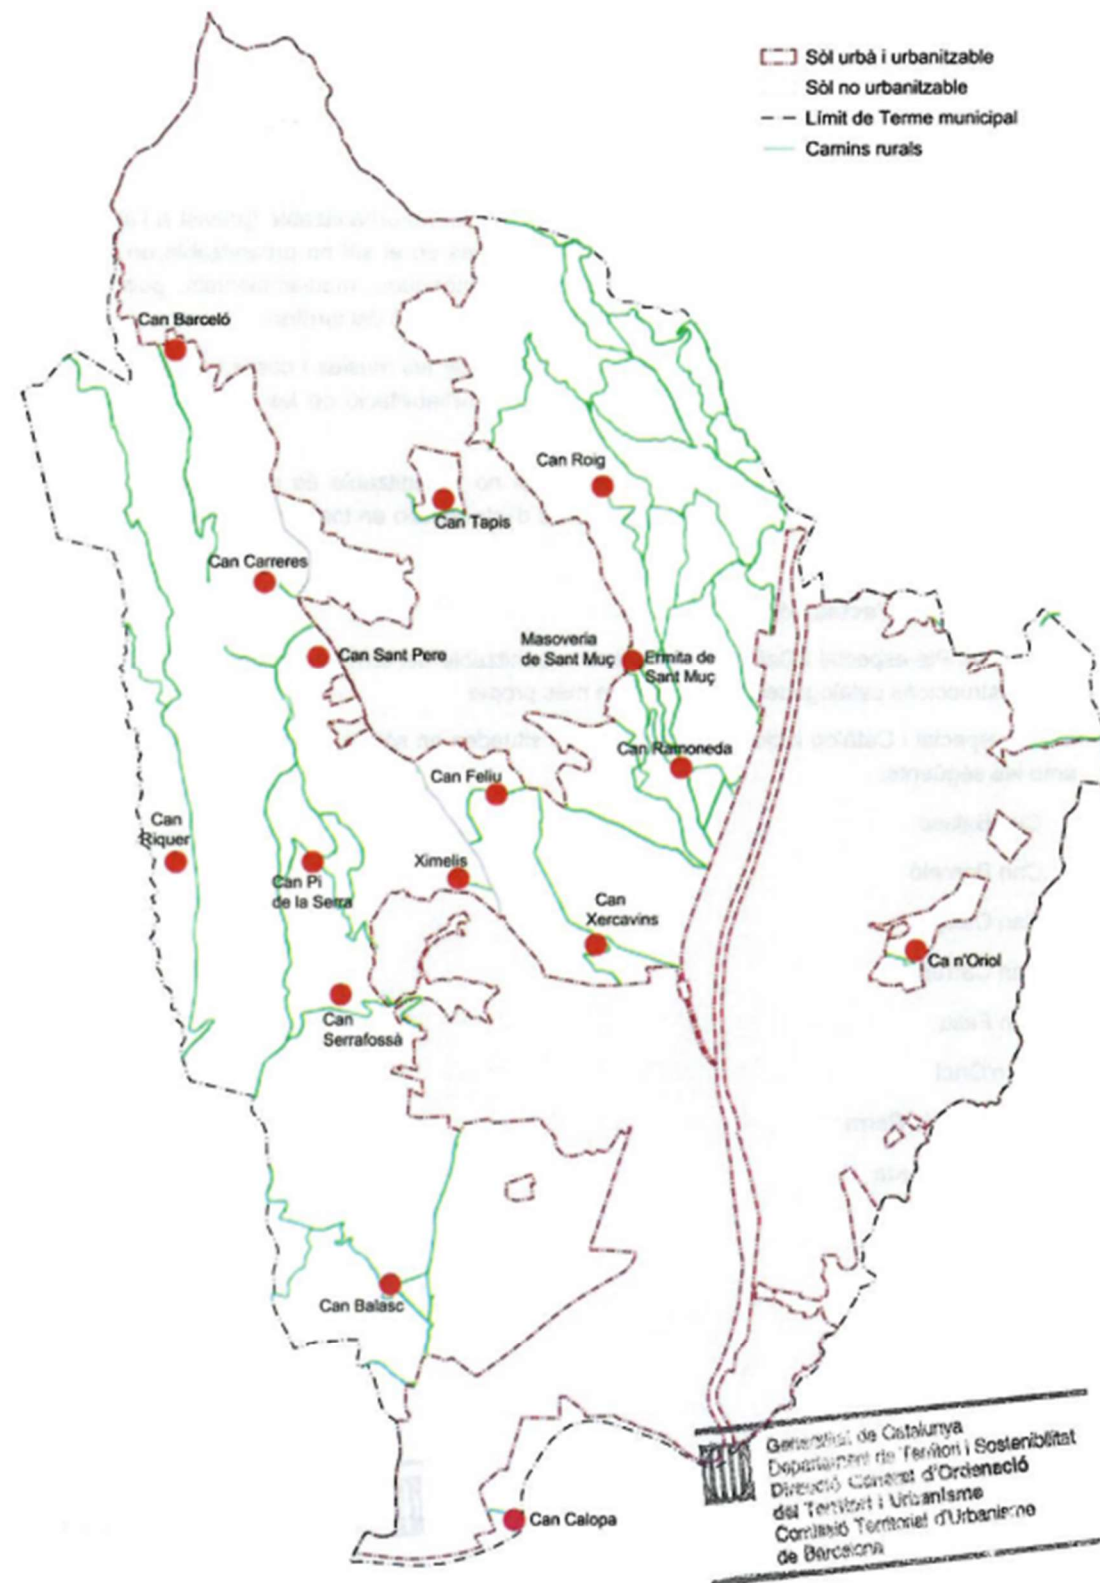 Sòl urbà i urbanitzable
Sòl no urbanitzable
Límit de Terme municipal
Camins rurals
Can Barceló
Can Roig
Can Tapis
Can Carreres
Masoveria
de Sant Muç
Ermita de
Sant Muç
Can Sant Pere
Can Ramoneda
Can Feliu
Can
Riquer
Ximelis
Can Pi
de la Serra
Can
Xercavins
Ca n'Oriol
Can
Serrafossà
Can Balasc
Can Calopa
Generalitat de Catalunya
Departament de Territori i Sostenibilitat
Direcció General d'Ordenació
del Territori i Urbanisme
Comissió Territorial d'Urbanisme
de Barcelona